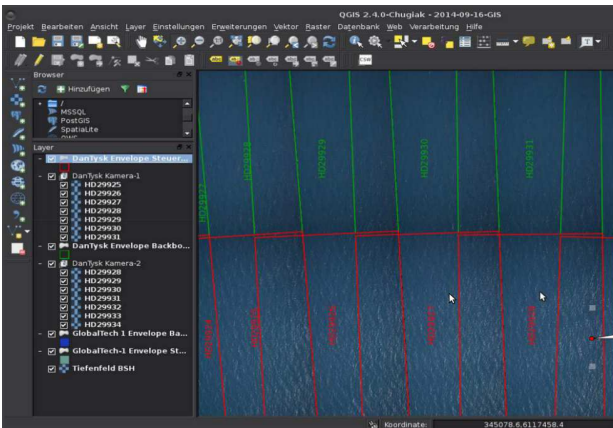 QGIS 2.4.0-Chugiak - 2014-09-16-GIS
Projekt Bearbeiten Ansicht Layer Einstellungen Erweiterungen Vektor Raster Datenbank Web Verarbeitung Hilfe
Browser
Hinzufügen
/
MSSQL
PostGIS
SpatiaLite
Layer
DanTysk Envelope Steuer...
DanTysk Kamera-1
HD29925
HD29926
HD29927
HD29928
HD29929
HD29930
HD29931
DanTysk Envelope Backbo...
DanTysk Kamera-2
HD29928
HD29929
HD29930
HD29931
HD29932
HD29933
HD29934
GlobalTech 1 Envelope Ba...
GlobalTech-1 Envelope St...
Tiefenfeld BSH
HD29927
HD29928
HD29929
HD29930
HD29931
Koordinate:
345078.6,6117458.4